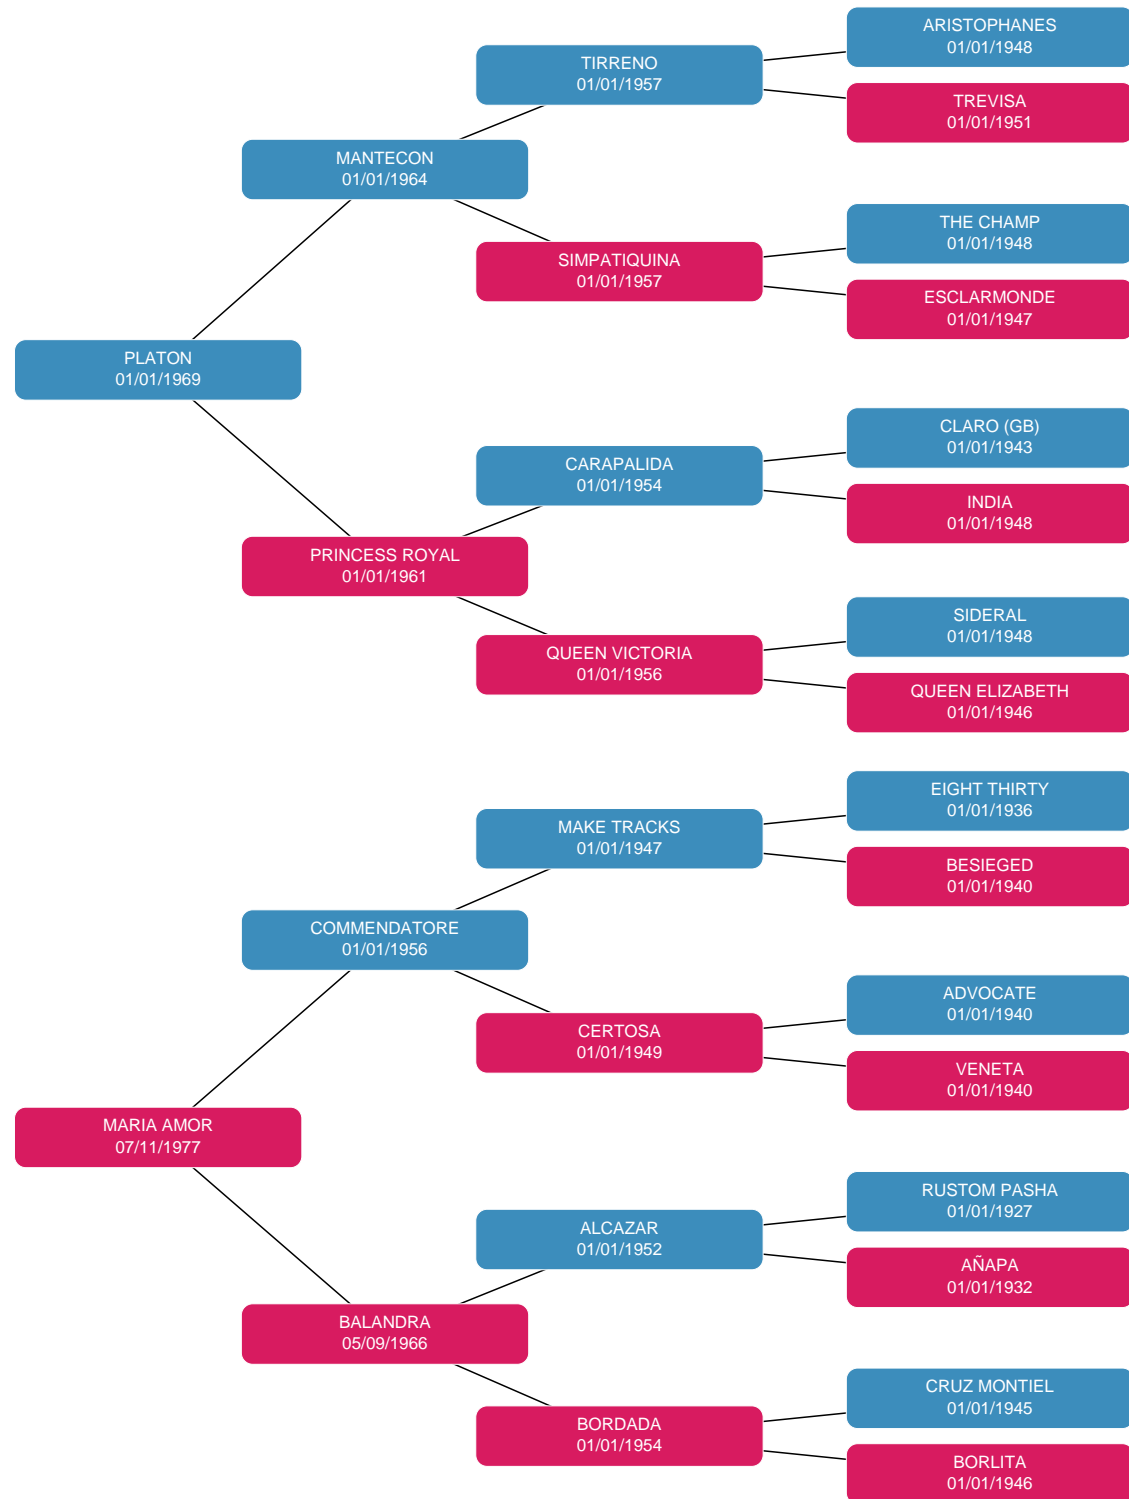 ARISTOPHANES
01/01/1948
TIRRENO
01/01/1957
TREVISA
01/01/1951
MANTECON
01/01/1964
THE CHAMP
01/01/1948
SIMPATIQUINA
01/01/1957
ESCLARMONDE
01/01/1947
PLATON
01/01/1969
CLARO (GB)
01/01/1943
CARAPALIDA
01/01/1954
INDIA
01/01/1948
PRINCESS ROYAL
01/01/1961
SIDERAL
01/01/1948
QUEEN VICTORIA
01/01/1956
QUEEN ELIZABETH
01/01/1946
EIGHT THIRTY
01/01/1936
MAKE TRACKS
01/01/1947
BESIEGED
01/01/1940
COMMENDATORE
01/01/1956
ADVOCATE
01/01/1940
CERTOSA
01/01/1949
VENETA
01/01/1940
MARIA AMOR
07/11/1977
RUSTOM PASHA
01/01/1927
ALCAZAR
01/01/1952
AÑAPA
01/01/1932
BALANDRA
05/09/1966
CRUZ MONTIEL
01/01/1945
BORDADA
01/01/1954
BORLITA
01/01/1946